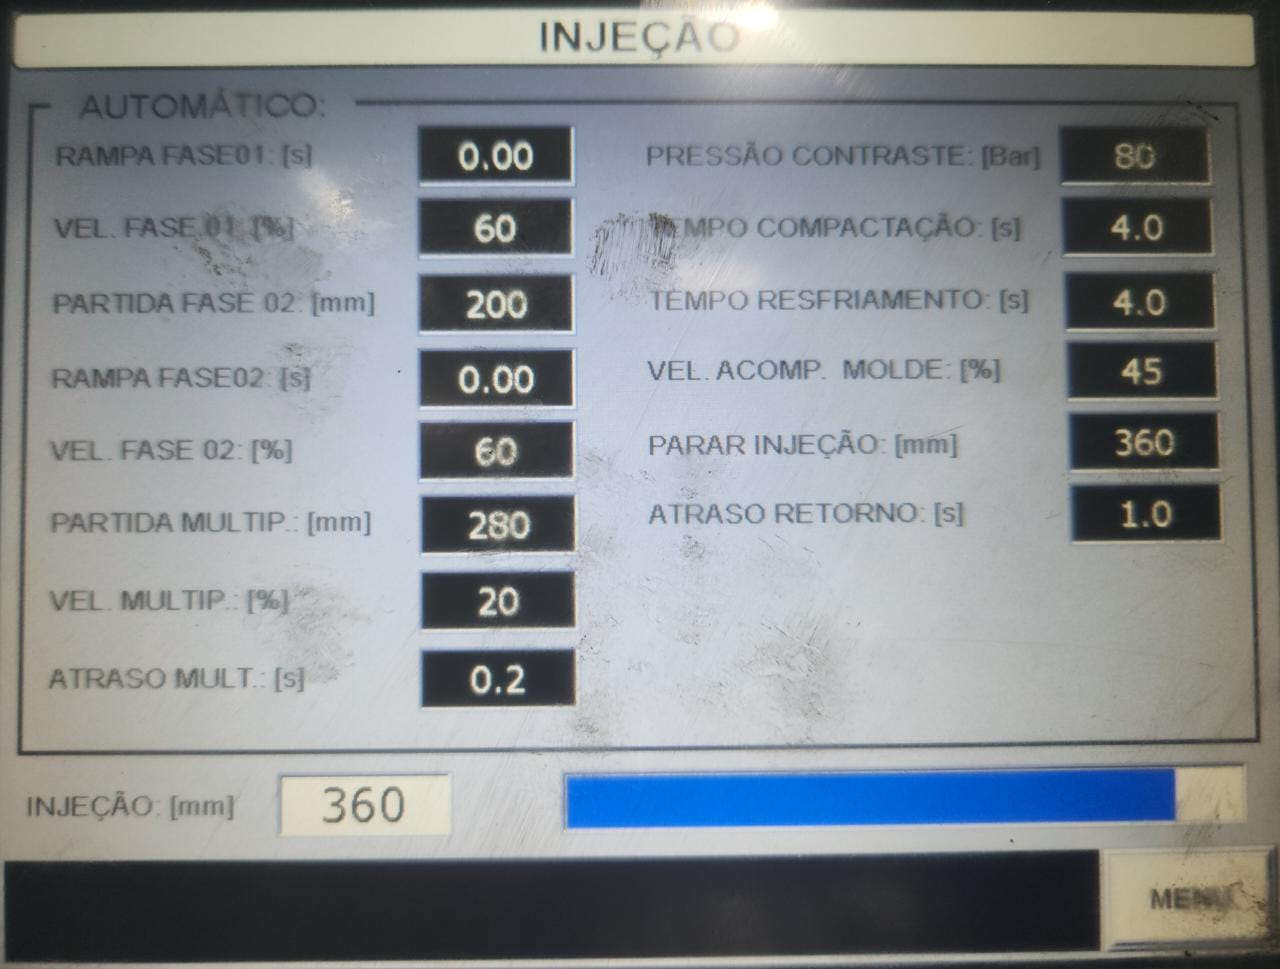 INJEÇÃO
AUTOMÁTICO:
RAMPA FASE01: [s] 0.00
VEL. FASE 01: [%] 60
PARTIDA FASE 02: [mm] 200
RAMPA FASE02: [s] 0.00
VEL. FASE 02: [%] 60
PARTIDA MULTIP.: [mm] 280
VEL. MULTIP.: [%] 20
ATRASO MULT.: [s] 0.2
PRESSÃO CONTRASTE: [Bar] 80
TEMPO COMPACTAÇÃO: [s] 4.0
TEMPO RESFRIAMENTO: [s] 4.0
VEL. ACOMP. MOLDE: [%] 45
PARAR INJEÇÃO: [mm] 360
ATRASO RETORNO: [s] 1.0
INJEÇÃO: [mm] 360
MENU